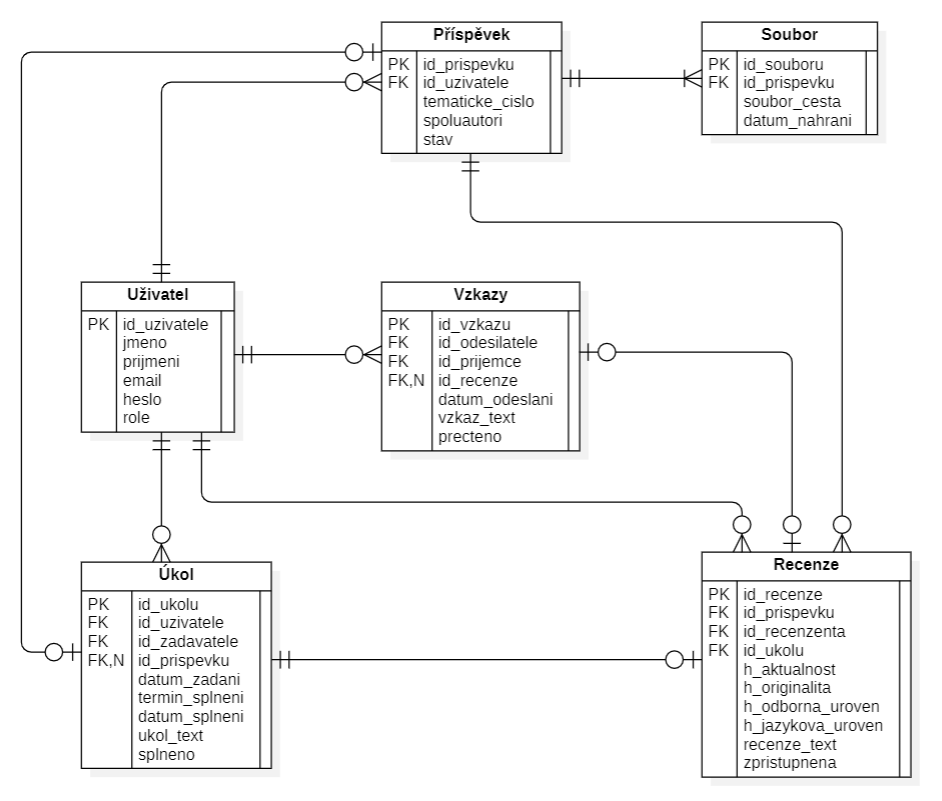 Příspěvek
PK id_prispevku
FK id_uzivatele
tematicke_cislo
spoluautori
stav
Soubor
PK id_souboru
FK id_prispevku
soubor_cesta
datum_nahrani
Uživatel
PK id_uzivatele
jmeno
prijmeni
email
heslo
role
Vzkazy
PK id_vzkazu
FK id_odesilatele
FK id_prijemce
FK,N id_recenze
datum_odeslani
vzkaz_text
precteno
Úkol
PK id_ukolu
FK id_uzivatele
FK id_zadavatele
FK,N id_prispevku
datum_zadani
termin_splneni
datum_splneni
ukol_text
splneno
Recenze
PK id_recenze
FK id_prispevku
FK id_recenzenta
FK id_ukolu
h_aktualnost
h_originalita
h_odborna_uroven
h_jazykova_uroven
recenze_text
zpristupnena